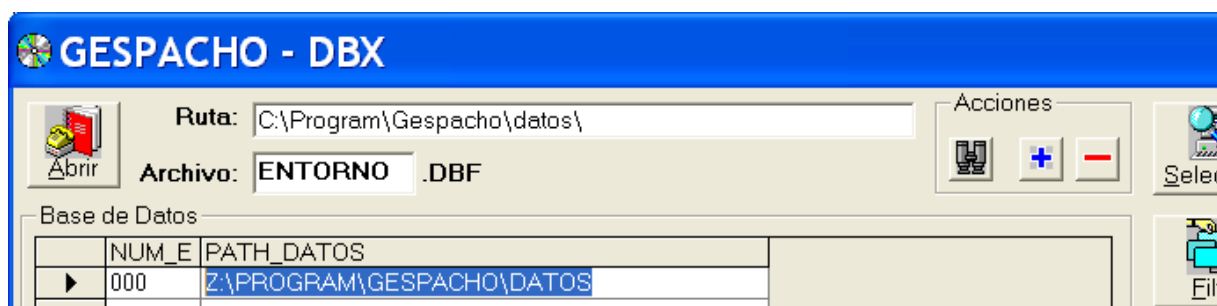 GESPACHO - DBX
Ruta: C:\Program\Gespacho\datos\
Acciones
Abrir
Archivo: ENTORNO .DBF
Base de Datos
NUM_E PATH_DATOS
000 Z:\PROGRAM\GESPACHO\DATOS